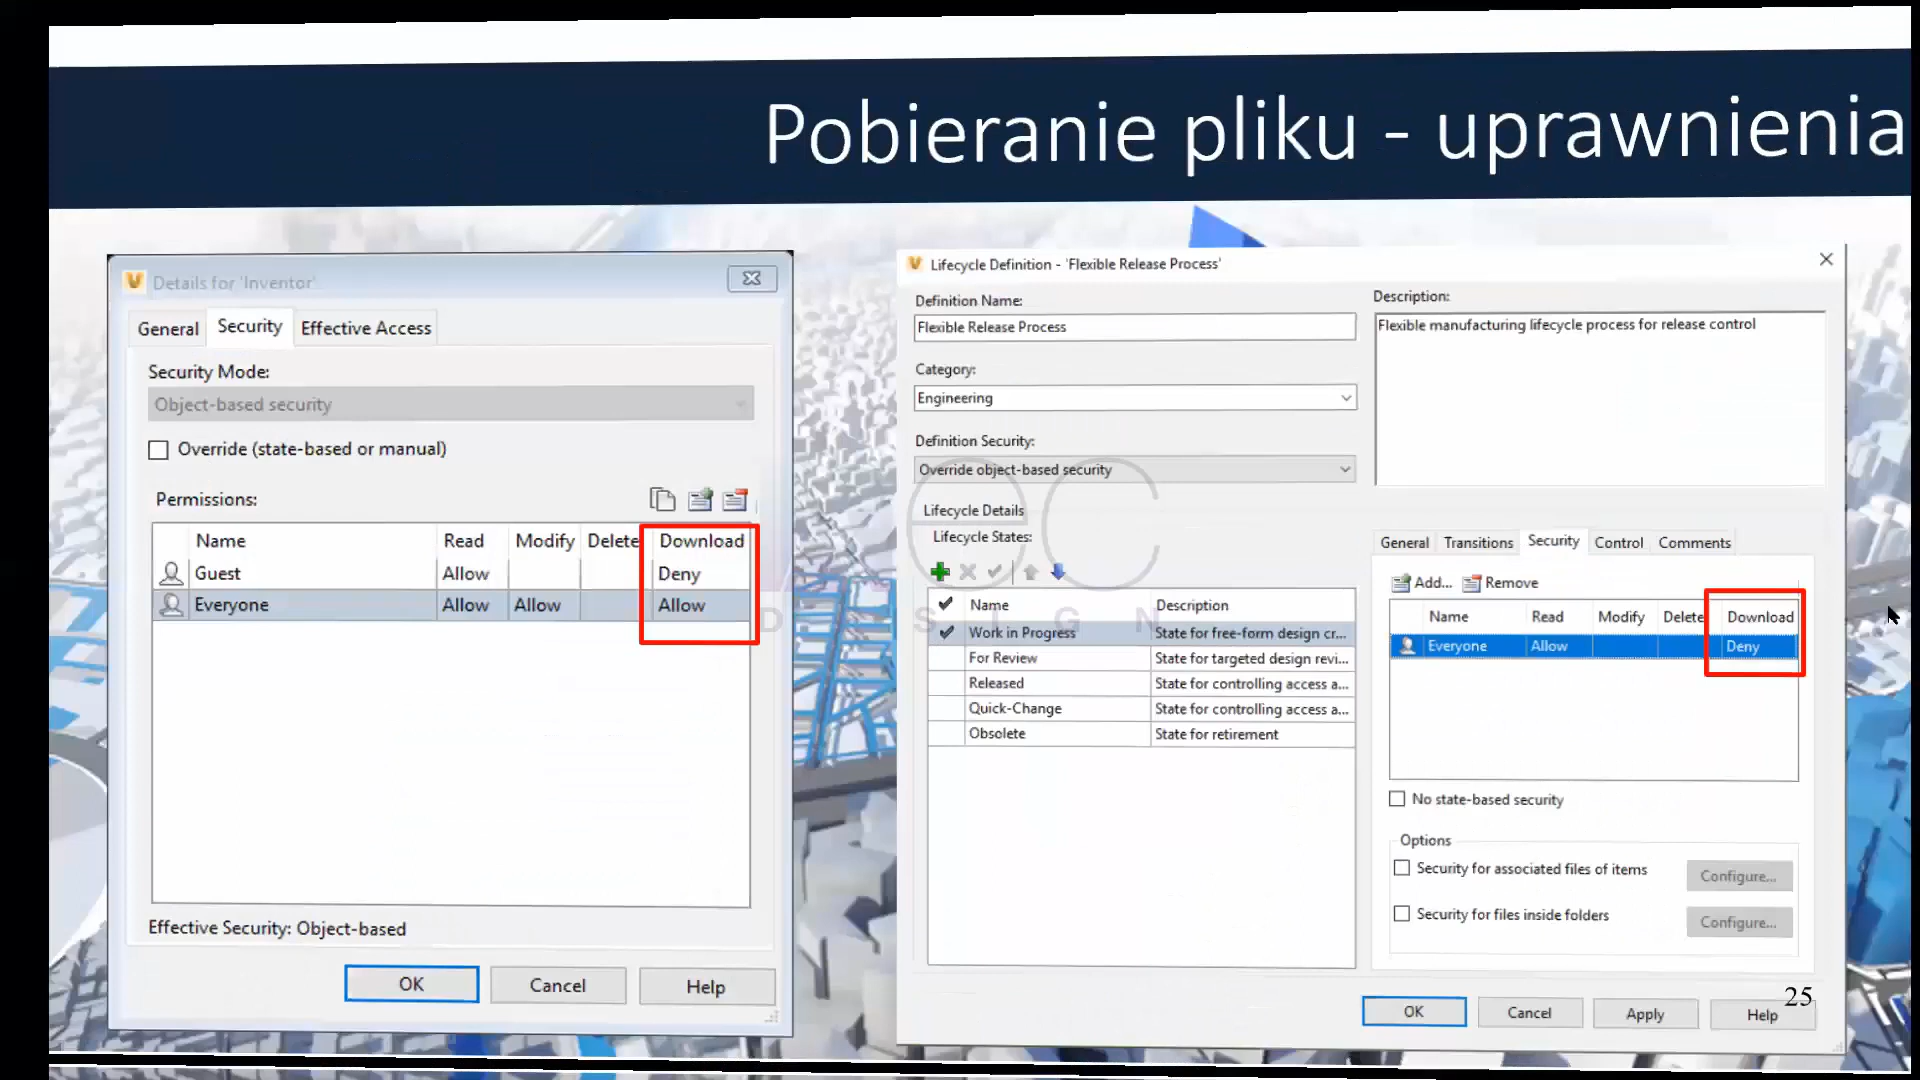 Pobieranie pliku - uprawnienia
Details for 'Inventor'
General Security Effective Access
Security Mode:
Object-based security
Override (state-based or manual)
Permissions:
Name Read Modify Delete Download
Guest Allow Deny
Everyone Allow Allow Allow
Effective Security: Object-based
OK Cancel Help
Lifecycle Definition - 'Flexible Release Process'
Definition Name:
Flexible Release Process
Category:
Engineering
Definition Security:
Override object-based security
Description:
Flexible manufacturing lifecycle process for release control
Lifecycle Details
Lifecycle States:
Name Description
Work in Progress State for free-form design cr...
For Review State for targeted design revi...
Released State for controlling access a...
Quick-Change State for controlling access a...
Obsolete State for retirement
General Transitions Security Control Comments
Add... Remove
Name Read Modify Delete Download
Everyone Allow Deny
No state-based security
Options
Security for associated files of items Configure...
Security for files inside folders Configure...
OK Cancel Apply Help
25